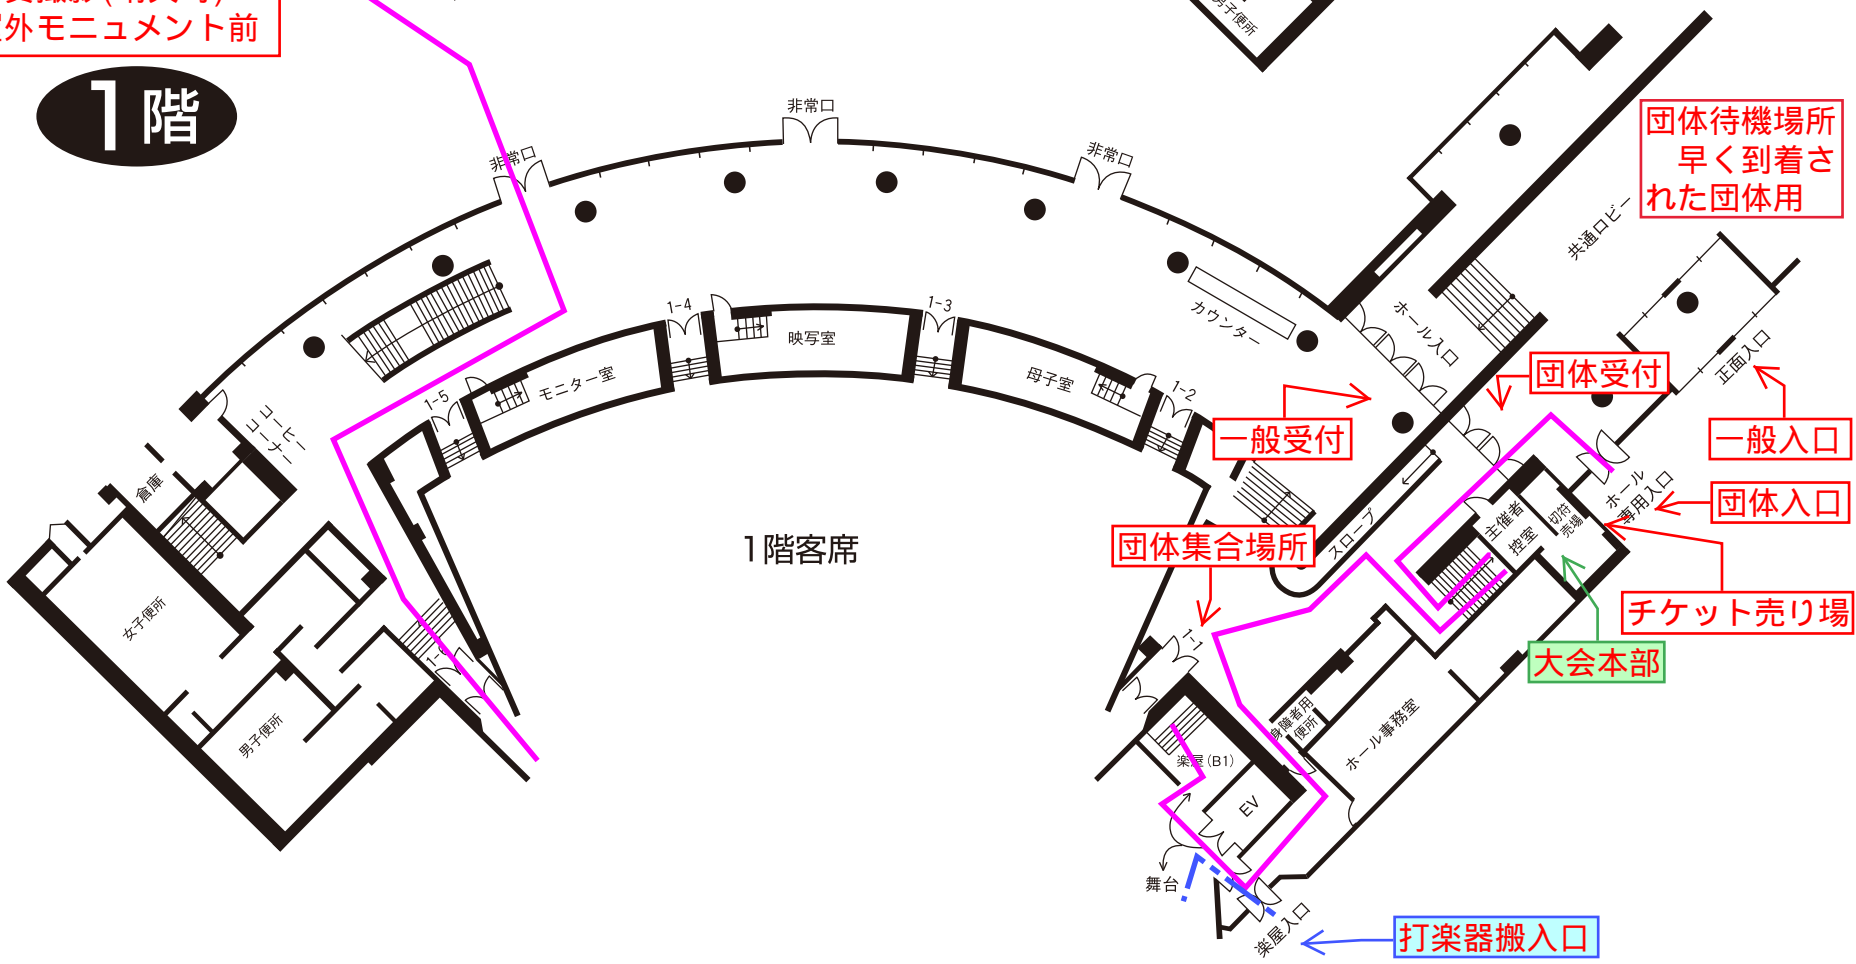 外モニュメント前
1階
男子便所
非常口
非常口
非常口
団体待機場所
早く到着さ
れた団体用
共通ロビー
ホール入口
カウンター
正面入口
団体受付
一般受付
一般入口
1-4
1-3
1-5
1-2
映写室
モニター室
母子室
コーヒー
コーナー
倉庫
ホール
専用入口
団体入口
切符
売場
主催者
控室
スロープ
団体集合場所
1階客席
チケット売り場
大会本部
女子便所
男子便所
1-1
身障者用
便所
ホール事務室
楽屋(B1)
EV
舞台
楽屋入口
打楽器搬入口